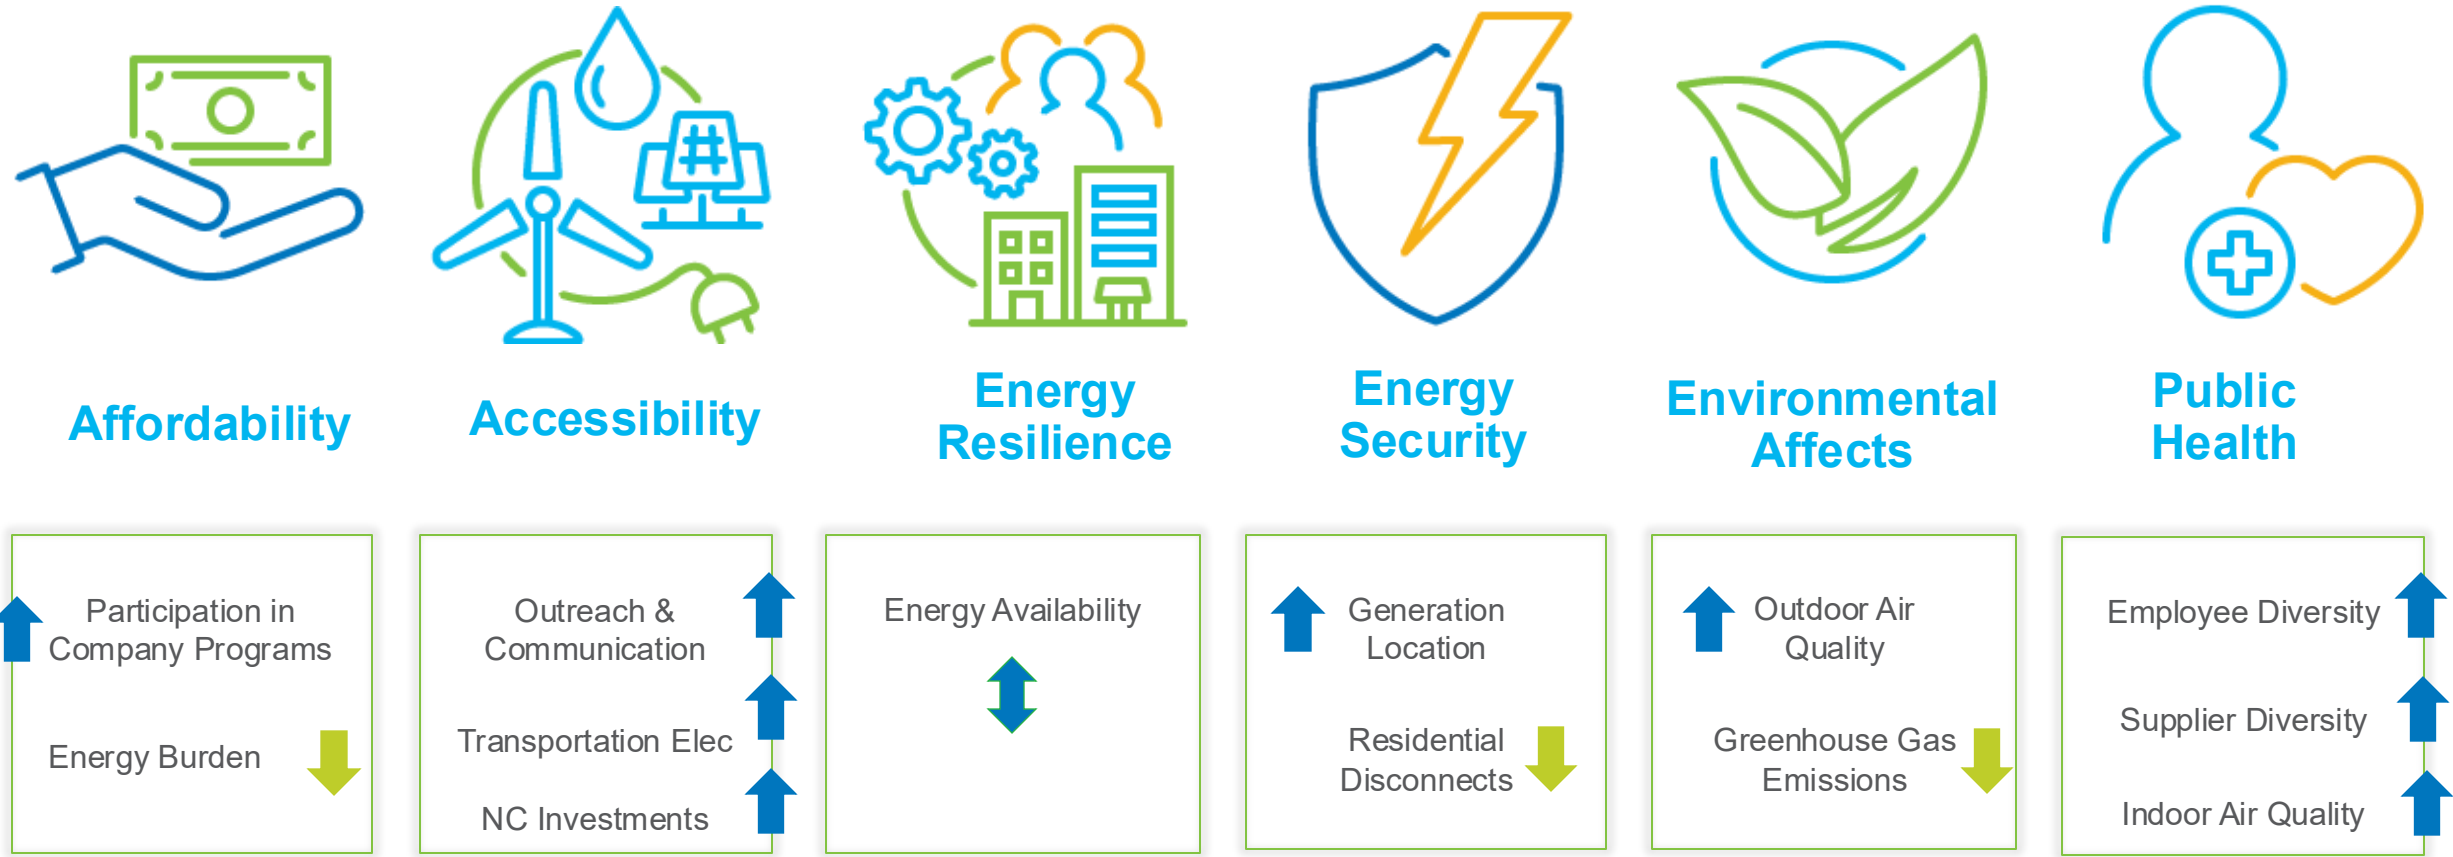 Affordability
Accessibility
Energy
Resilience
Energy
Security
Environmental
Affects
Public
Health
Participation in
Company Programs
Energy Burden
Outreach &
Communication
Transportation Elec
NC Investments
Energy Availability
Generation
Location
Residential
Disconnects
Outdoor Air
Quality
Greenhouse Gas
Emissions
Employee Diversity
Supplier Diversity
Indoor Air Quality